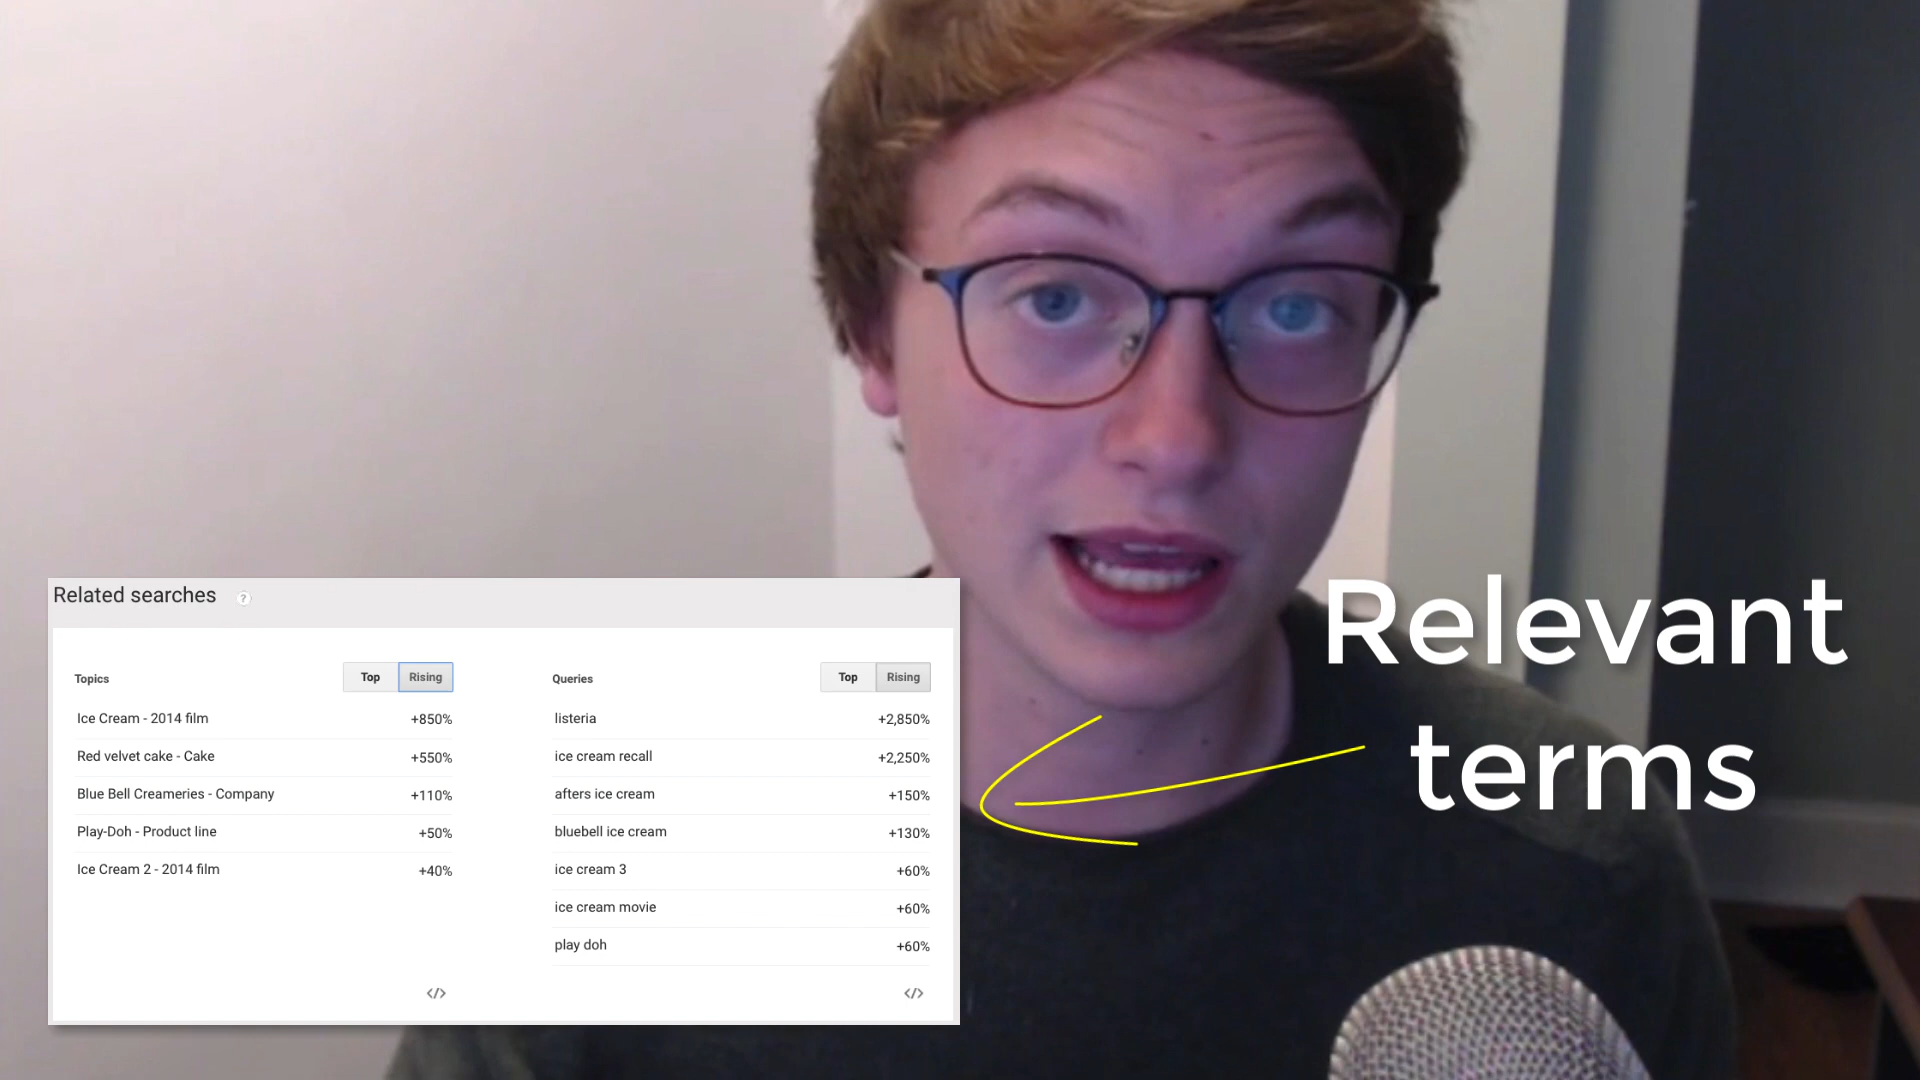 Related searches ?
Topics Top Rising
Ice Cream - 2014 film +850%
Red velvet cake - Cake +550%
Blue Bell Creameries - Company +110%
Play-Doh - Product line +50%
Ice Cream 2 - 2014 film +40%
</>
Queries Top Rising
listeria +2,850%
ice cream recall +2,250%
afters ice cream +150%
bluebell ice cream +130%
ice cream 3 +60%
ice cream movie +60%
play doh +60%
</>
Relevant
terms